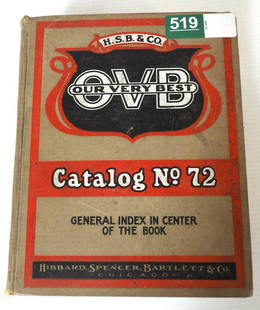 519
H.S.B. & CO.
OVB
OUR VERY BEST
Catalog No 72
GENERAL INDEX IN CENTER
OF THE BOOK
HIBBARD, SPENCER, BARTLETT & CO.
CHICAGO